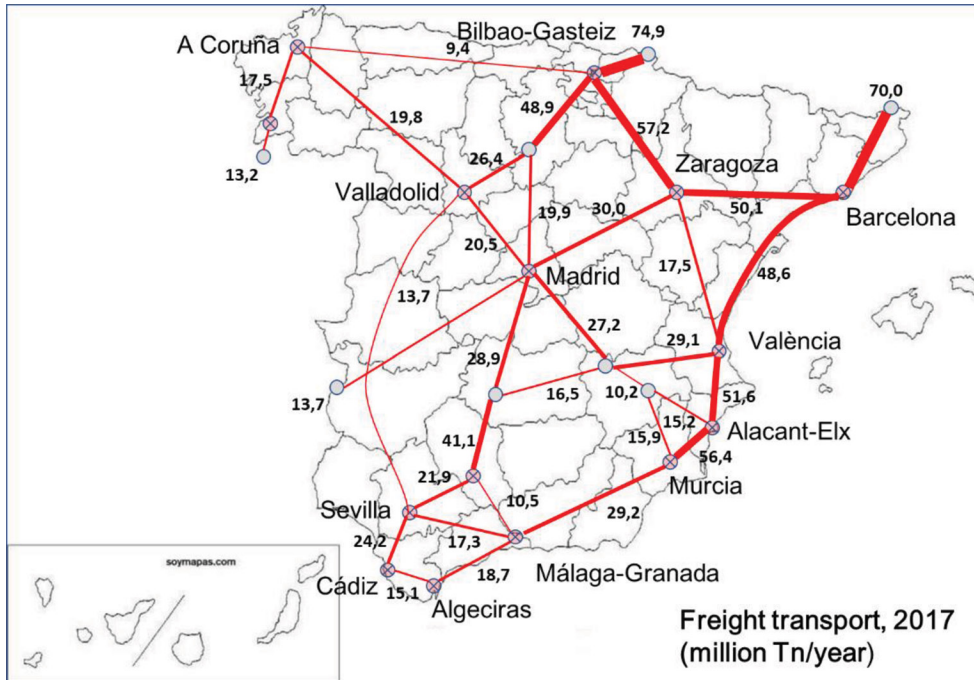 Bilbao-Gasteiz
74,9
A Coruña
9,4
70,0
17,5
48,9
19,8
57,2
26,4
Zaragoza
13,2
Valladolid
19,9
30,0
50,1
Barcelona
20,5
17,5
48,6
Madrid
13,7
27,2
29,1
València
28,9
13,7
16,5
10,2
51,6
15,2
Alacant-Elx
41,1
15,9
56,4
21,9
Murcia
10,5
Sevilla
29,2
24,2
17,3
soymapas.com
18,7
Málaga-Granada
Cádiz
15,1
Algeciras
Freight transport, 2017
(million Tn/year)